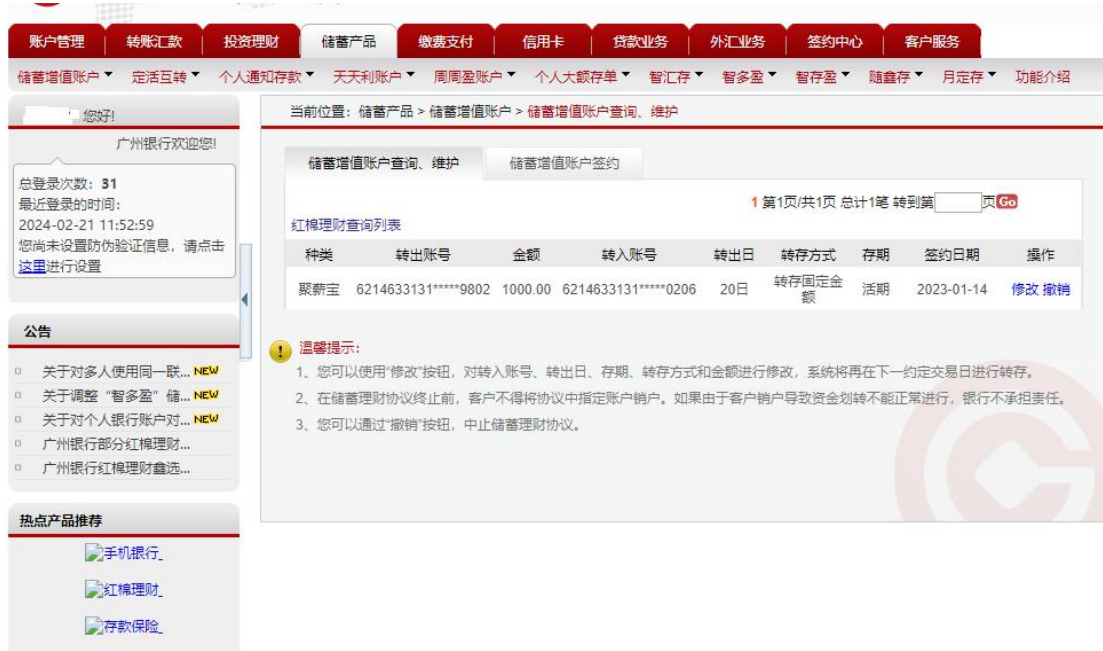 账户管理 转账汇款 投资理财 储蓄产品 缴费支付 信用卡 贷款业务 外汇业务 签约中心 客户服务
储蓄增值账户 定活互转 个人通知存款 天天利账户 周周盈账户 个人大额存单 智汇存 智多盈 智存盈 随鑫存 月定存 功能介绍
您好!
广州银行欢迎您!
总登录次数: 31
最近登录的时间:
2024-02-21 11:52:59
您尚未设置防伪验证信息，请点击
这里进行设置
公告
关于对多人使用同一联... NEW
关于调整“智多盈”储... NEW
关于对个人银行账户对... NEW
广州银行部分红棉理财...
广州银行红棉理财鑫选...
热点产品推荐
手机银行_
红棉理财_
存款保险_
当前位置: 储蓄产品 > 储蓄增值账户 > 储蓄增值账户查询、维护
储蓄增值账户查询、维护 储蓄增值账户签约
1 第1页/共1页 总计1笔 转到第 页 Go
红棉理财查询列表
种类 转出账号 金额 转入账号 转出日 转存方式 存期 签约日期 操作
聚薪宝 6214633131*****9802 1000.00 6214633131*****0206 20日 转存固定金额 活期 2023-01-14 修改 撤销
温馨提示:
1、您可以使用“修改”按钮，对转入账号、转出日、存期、转存方式和金额进行修改，系统将再在下一约定交易日进行转存。
2、在储蓄理财协议终止前，客户不得将协议中指定账户销户。如果由于客户销户导致资金划转不能正常进行，银行不承担责任。
3、您可以通过“撤销”按钮，中止储蓄理财协议。